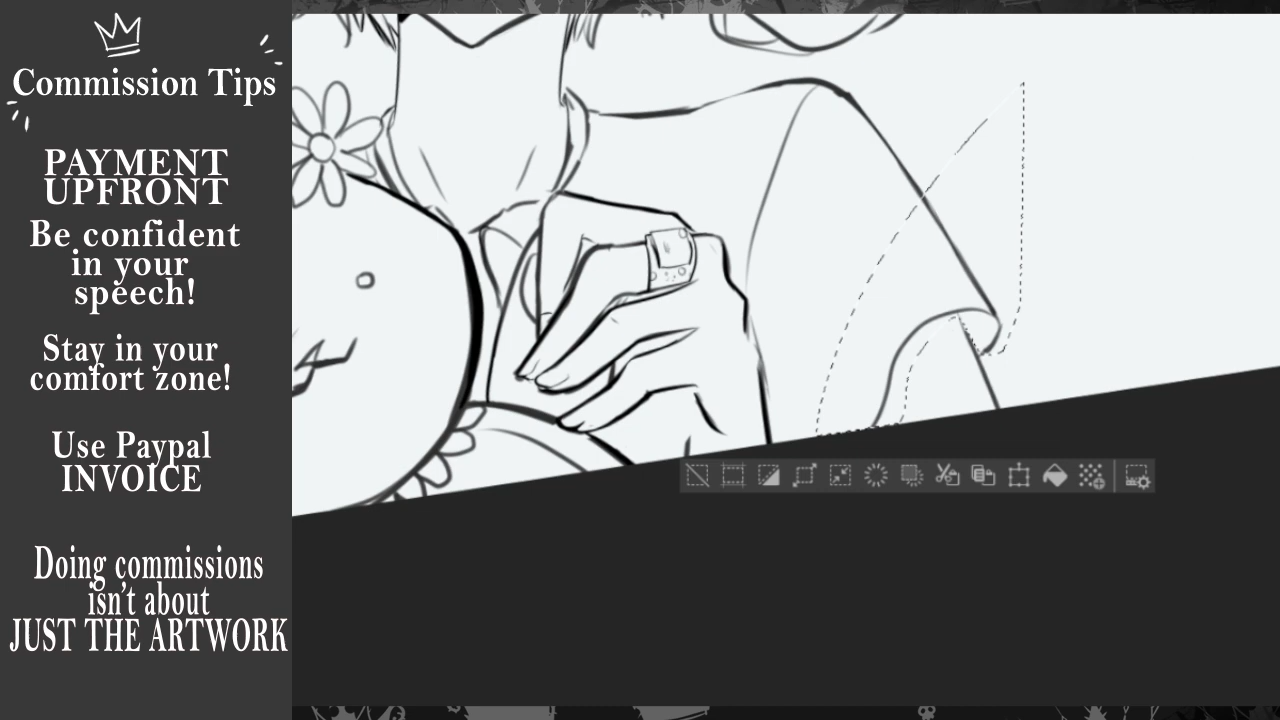 Commission Tips
PAYMENT
UPFRONT
Be confident
in your
speech!
Stay in your
comfort zone!
Use Paypal
INVOICE
Doing commissions
isn't about
JUST THE ARTWORK